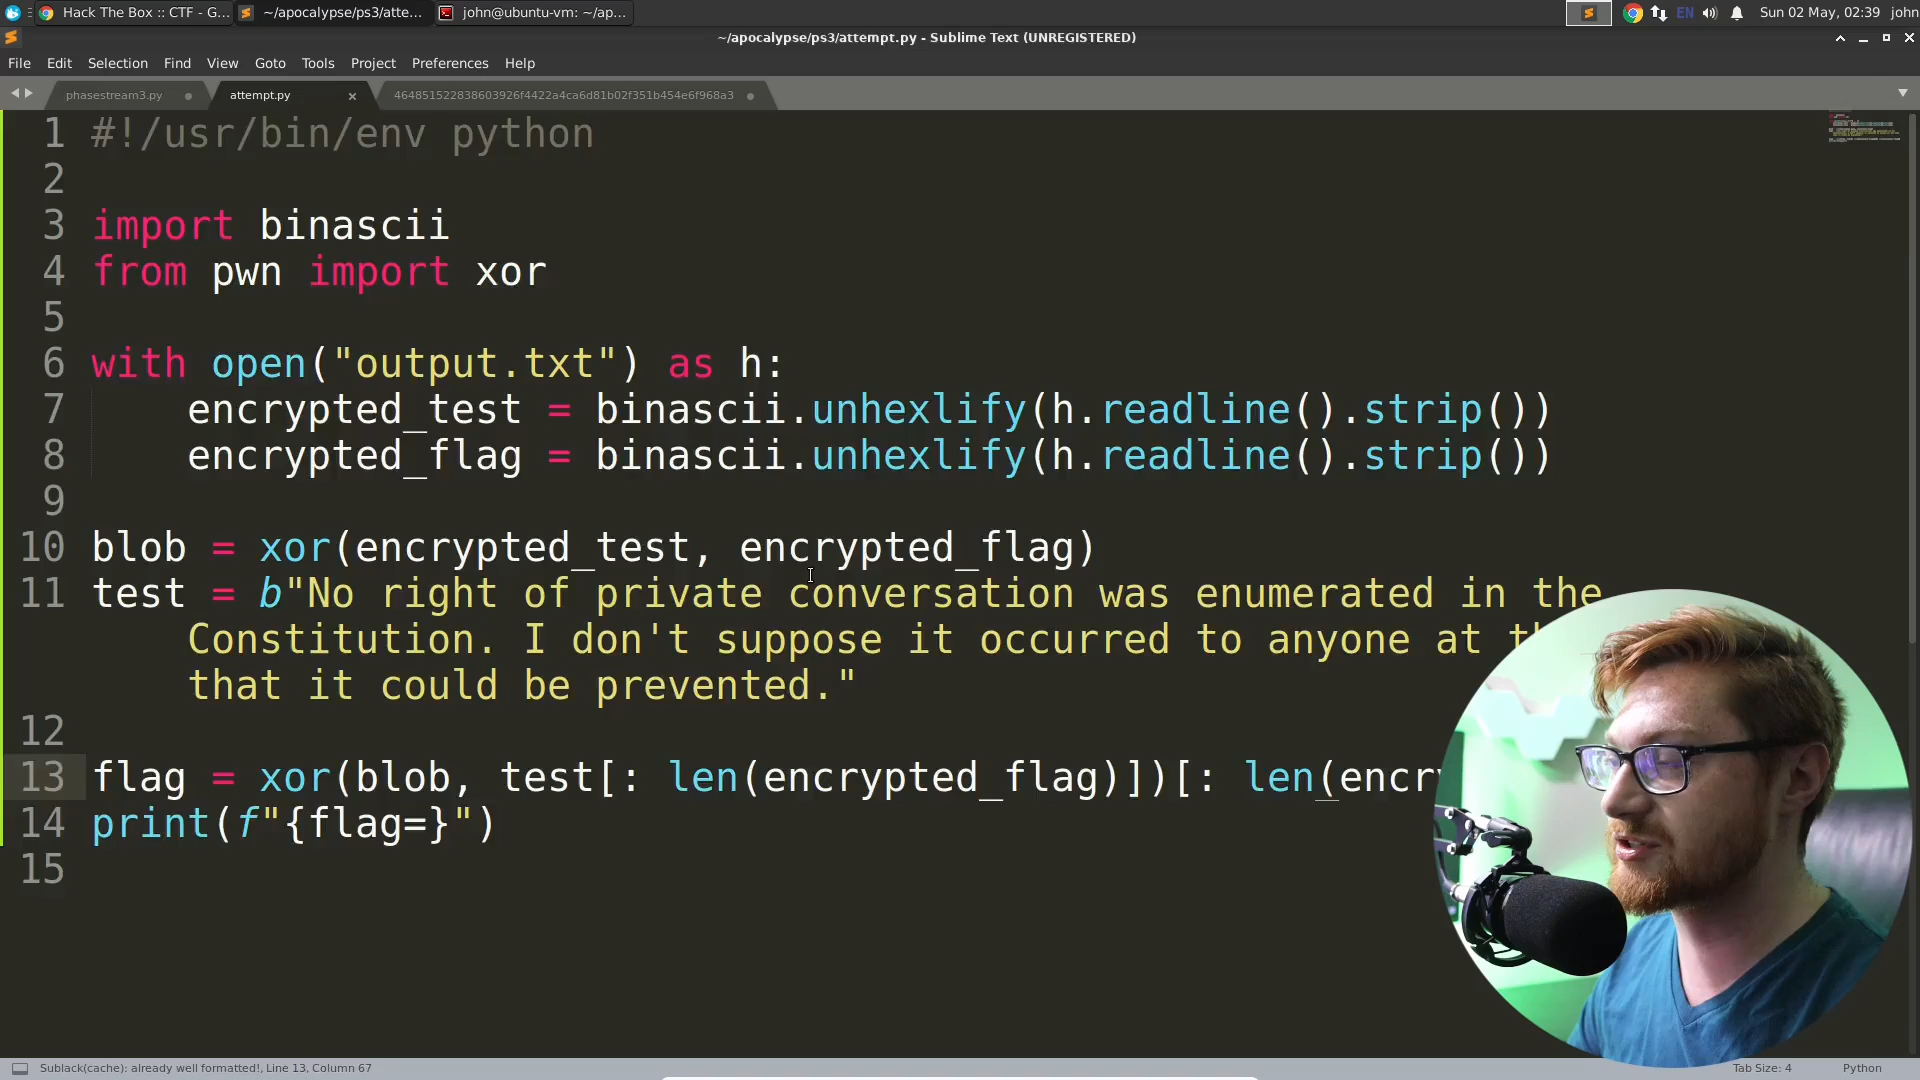 Hack The Box :: CTF - G...
~/apocalypse/ps3/atte...
john@ubuntu-vm: ~/ap...
EN
Sun 02 May, 02:39
john
~/apocalypse/ps3/attempt.py - Sublime Text (UNREGISTERED)
File Edit Selection Find View Goto Tools Project Preferences Help
phasestream3.py
attempt.py
464851522838603926f4422a4ca6d81b02f351b454e6f968a3
1 #!/usr/bin/env python
2
3 import binascii
4 from pwn import xor
5
6 with open("output.txt") as h:
7 encrypted_test = binascii.unhexlify(h.readline().strip())
8 encrypted_flag = binascii.unhexlify(h.readline().strip())
9
10 blob = xor(encrypted_test, encrypted_flag)
11 test = b"No right of private conversation was enumerated in the
Constitution. I don't suppose it occurred to anyone at
that it could be prevented."
12
13 flag = xor(blob, test[: len(encrypted_flag)])[: len(encry
14 print(f"{flag=}")
15
Sublack(cache): already well formatted!, Line 13, Column 67
Tab Size: 4
Python